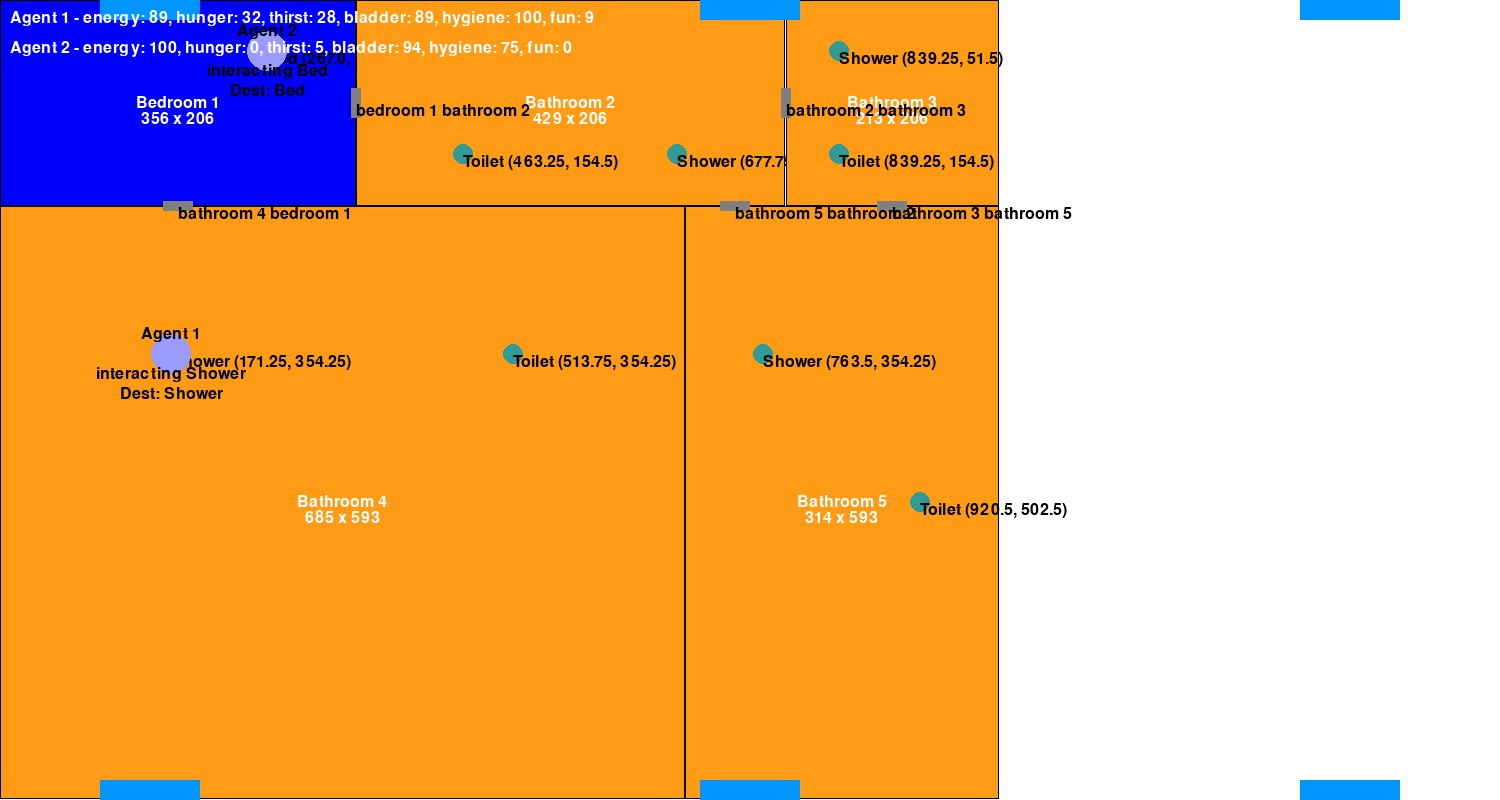 Agent 1 - energy: 89, hunger: 32, thirst: 28, bladder: 89, hygiene: 100, fun: 9
Agent 2
Agent 2 - energy: 100, hunger: 0, thirst: 5, bladder: 94, hygiene: 75, fun: 0
(267.0,
Shower (839.25, 51.5)
interacting Bed
Dest: Bed
Bedroom 1
356 x 206
Bathroom 2
429 x 206
Bathroom 3
213 x 206
bedroom 1 bathroom 2
bathroom 2 bathroom 3
Toilet (463.25, 154.5)
Shower (677.75
Toilet (839.25, 154.5)
bathroom 4 bedroom 1
bathroom 5 bathroom 2
bathroom 3 bathroom 5
Agent 1
Shower (171.25, 354.25)
interacting Shower
Dest: Shower
Toilet (513.75, 354.25)
Shower (763.5, 354.25)
Bathroom 4
685 x 593
Bathroom 5
314 x 593
Toilet (920.5, 502.5)